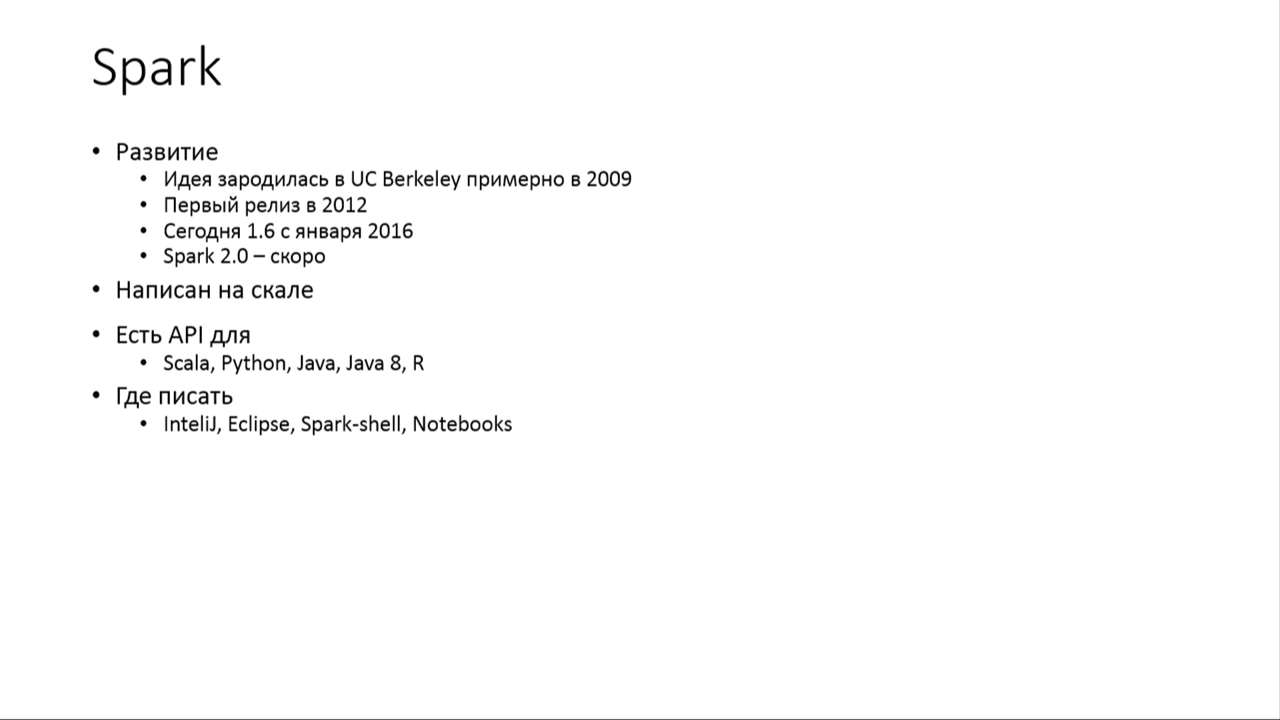 Spark
• Развитие
• Идея зародилась в UC Berkeley примерно в 2009
• Первый релиз в 2012
• Сегодня 1.6 с января 2016
• Spark 2.0 – скоро
• Написан на скале
• Есть API для
• Scala, Python, Java, Java 8, R
• Где писать
• InteliJ, Eclipse, Spark-shell, Notebooks